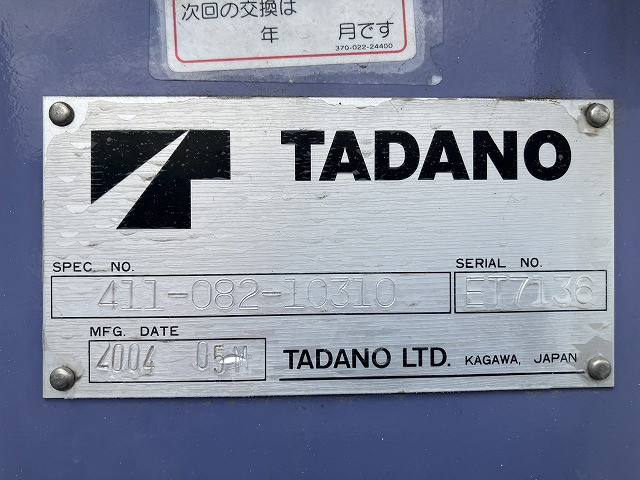 次回の交換は
年 月です
370-022-24400
TADANO
SPEC. NO.
SERIAL NO.
411-082-10310
ET7136
MFG. DATE
2004 05M
TADANO LTD. KAGAWA, JAPAN